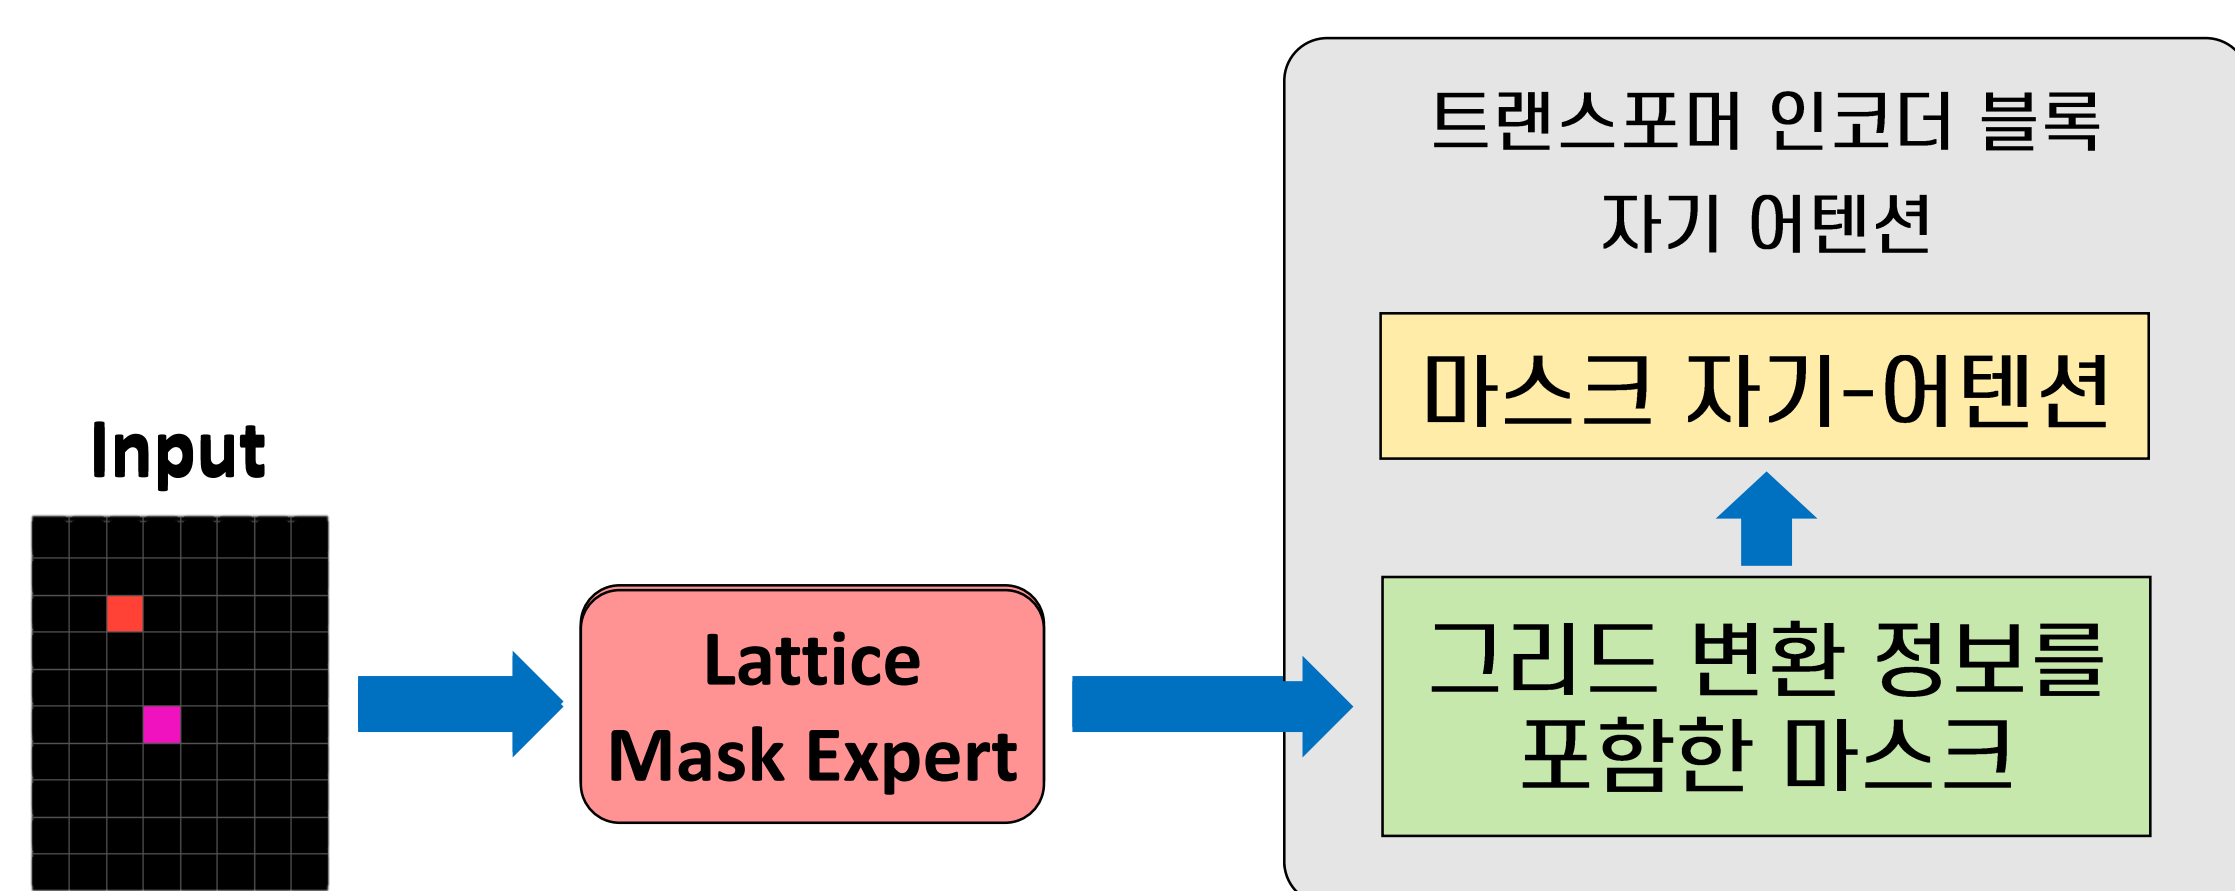 트랜스포머 인코더 블록
자기 어텐션
마스크 자기-어텐션
Input
Lattice
Mask Expert
그리드 변환 정보를
포함한 마스크